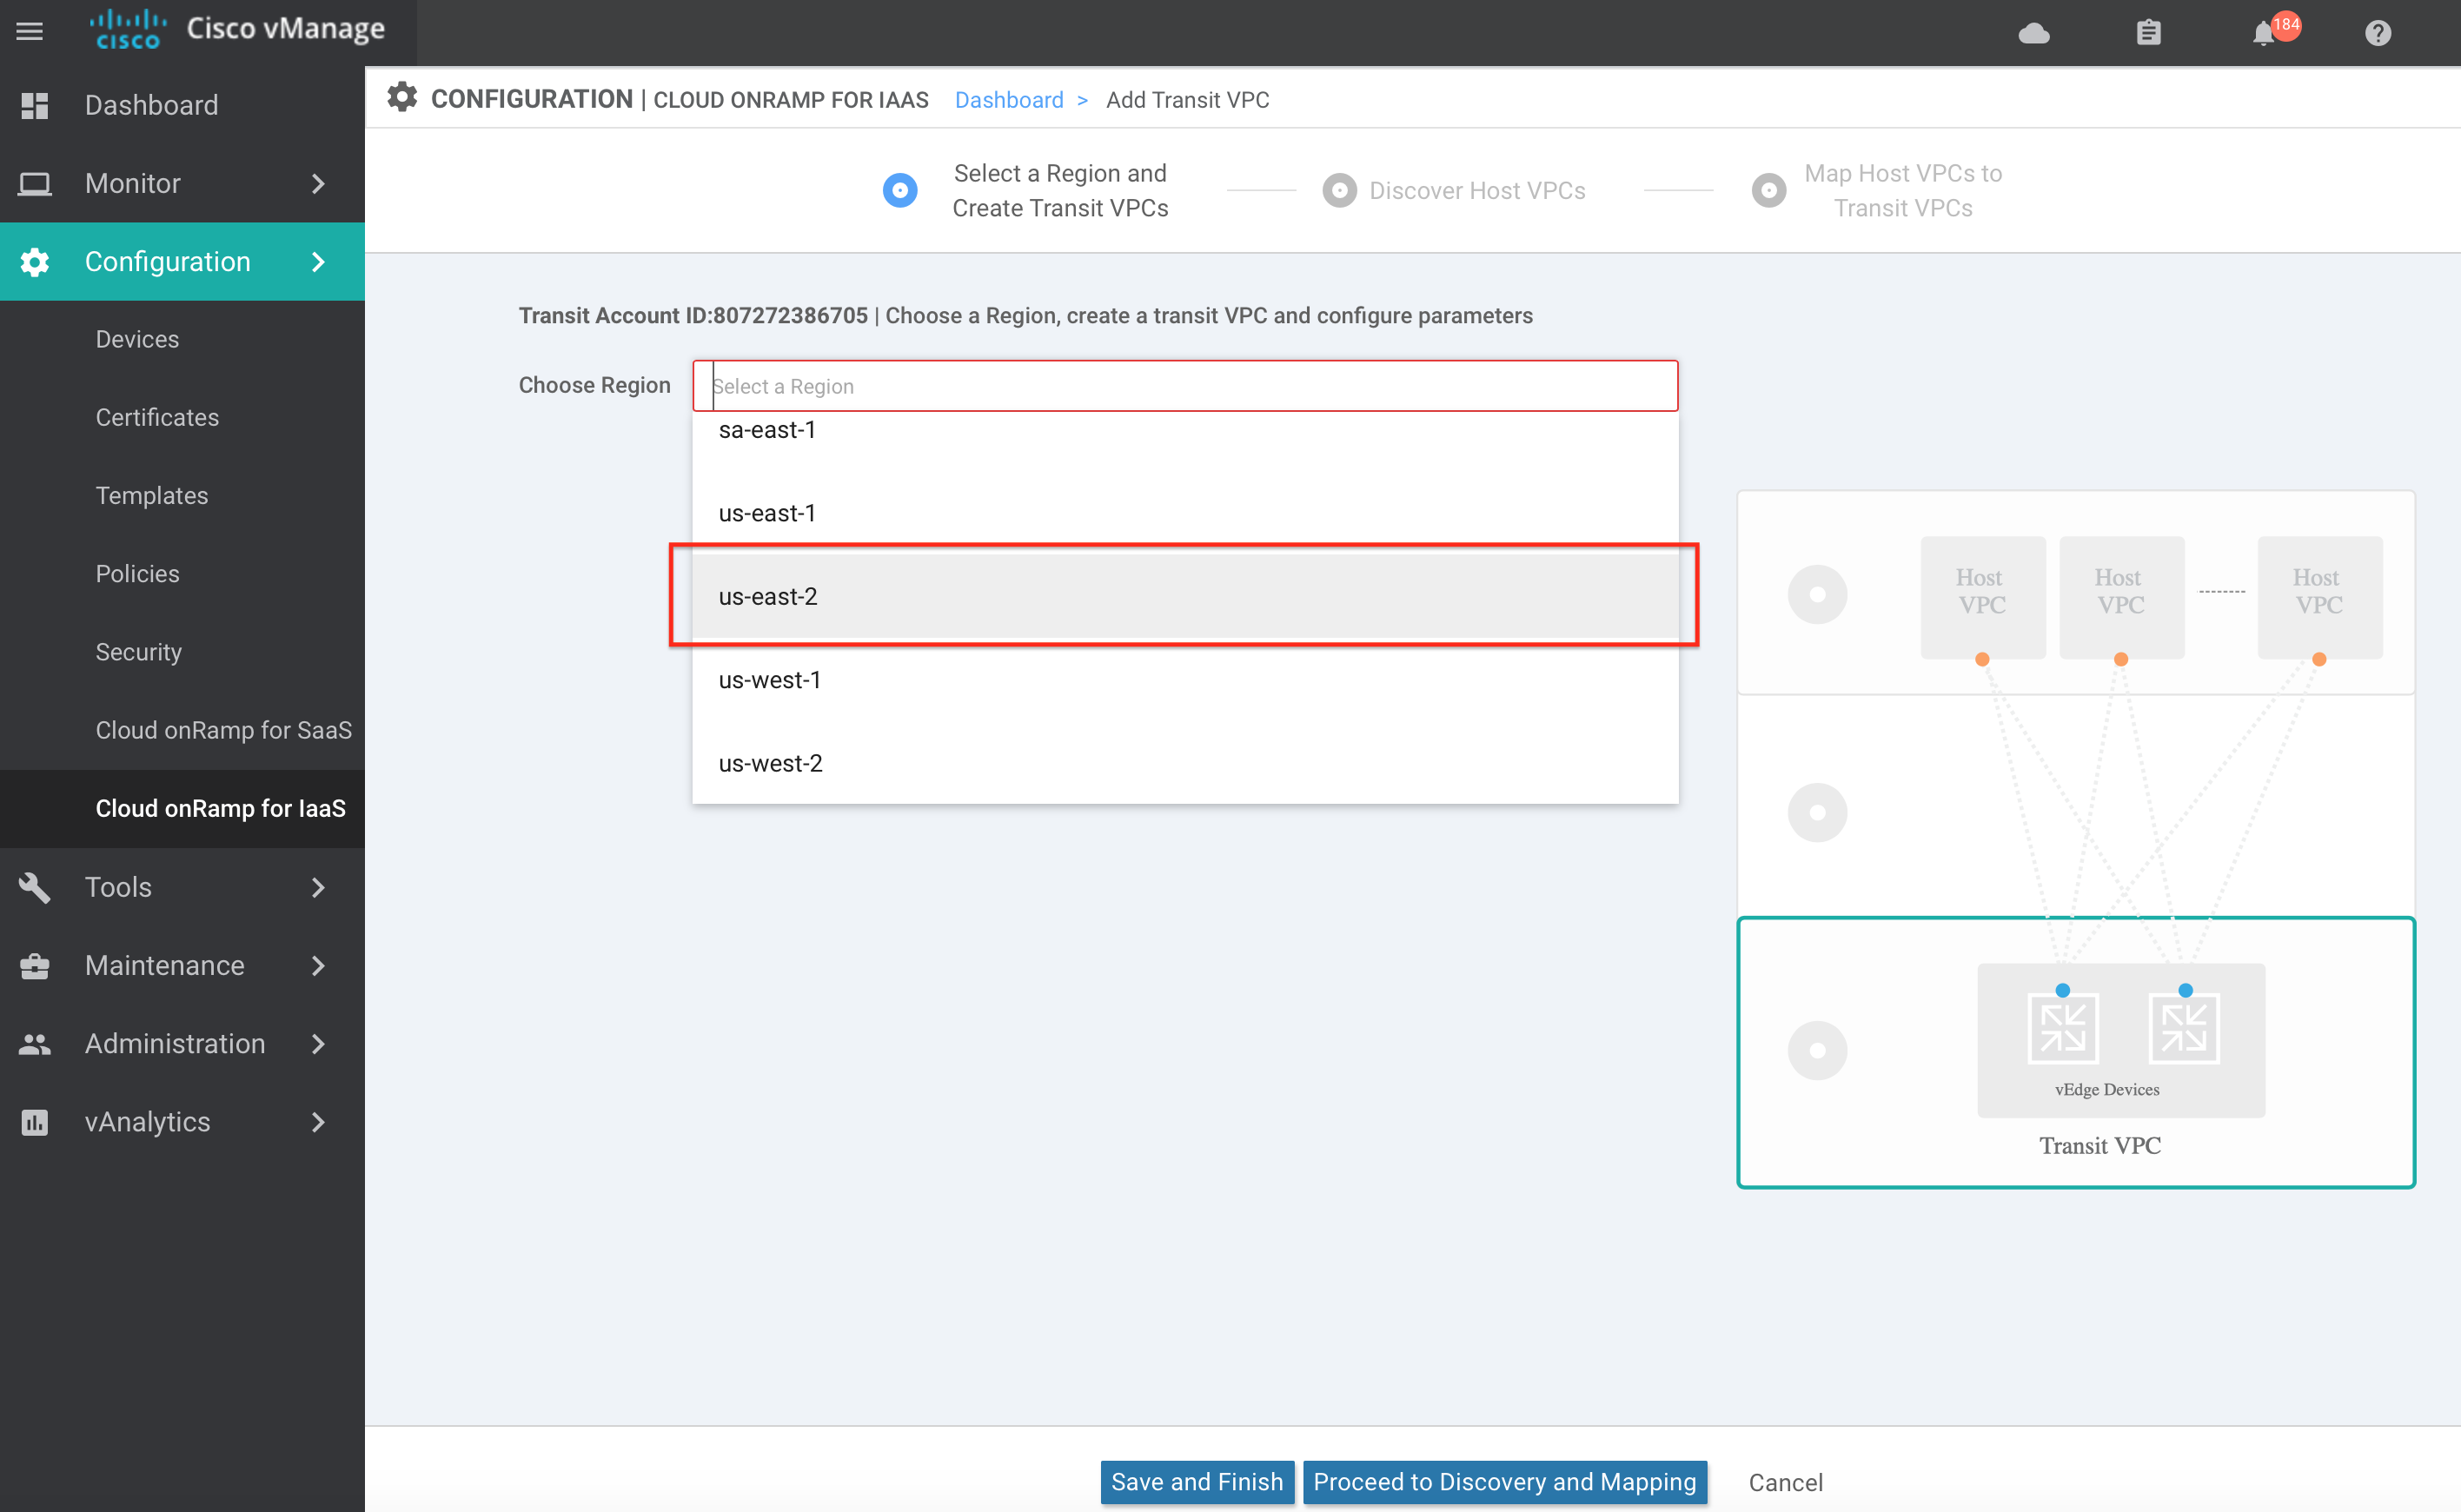 cisco Cisco vManage
184
Dashboard
Monitor
Configuration
Devices
Certificates
Templates
Policies
Security
Cloud onRamp for SaaS
Cloud onRamp for IaaS
Tools
Maintenance
Administration
vAnalytics
CONFIGURATION | CLOUD ONRAMP FOR IAAS Dashboard > Add Transit VPC
Select a Region and
Create Transit VPCs
Discover Host VPCs
Map Host VPCs to
Transit VPCs
Transit Account ID:807272386705 | Choose a Region, create a transit VPC and configure parameters
Choose Region
Select a Region
sa-east-1
us-east-1
us-east-2
us-west-1
us-west-2
Host
VPC
Host
VPC
Host
VPC
vEdge Devices
Transit VPC
Save and Finish
Proceed to Discovery and Mapping
Cancel